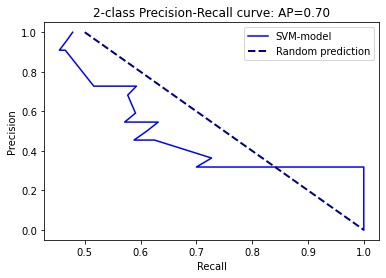 2-class Precision-Recall curve: AP=0.70
SVM-model
Random prediction
Precision
1.0
0.8
0.6
0.4
0.2
0.0
0.5 0.6 0.7 0.8 0.9 1.0
Recall